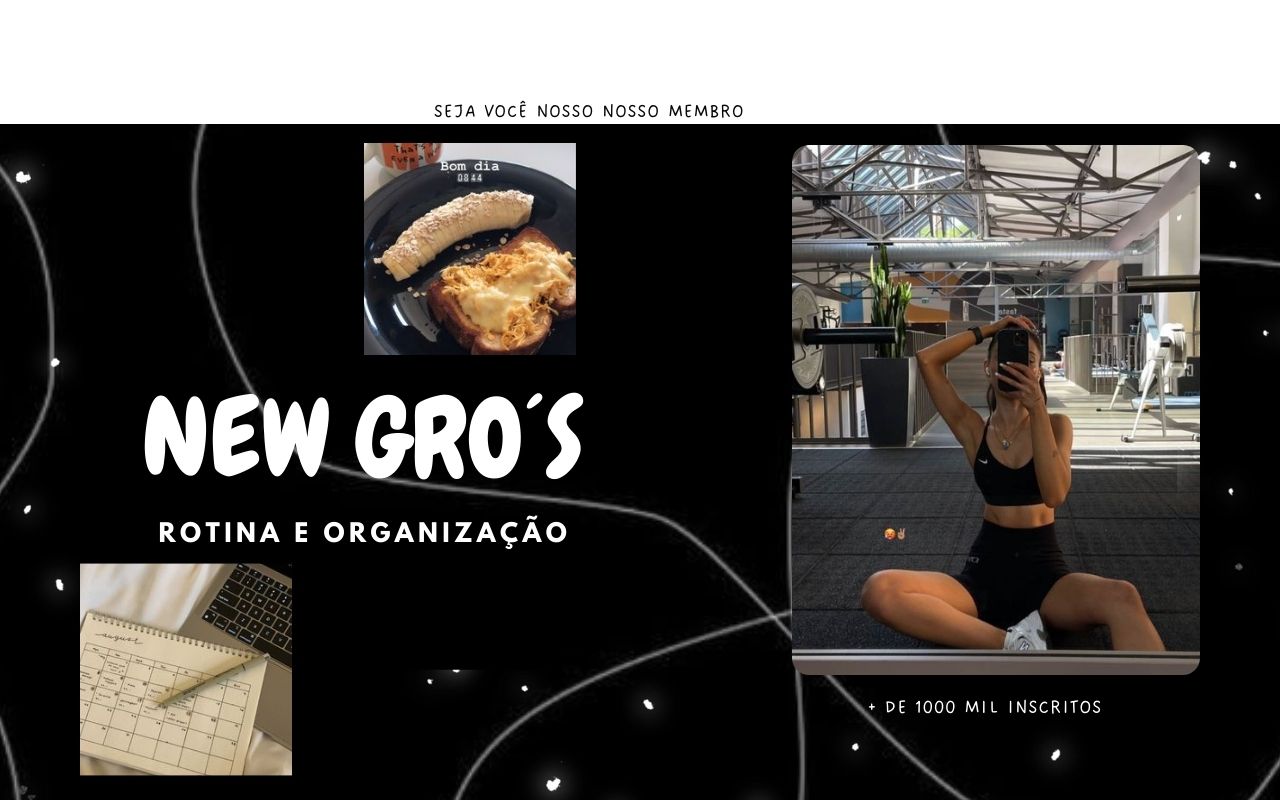 SEJA VOCÊ NOSSO NOSSO MEMBRO
Bom dia
08:44
NEW GRO´S
ROTINA E ORGANIZAÇÃO
august
+ DE 1000 MIL INSCRITOS